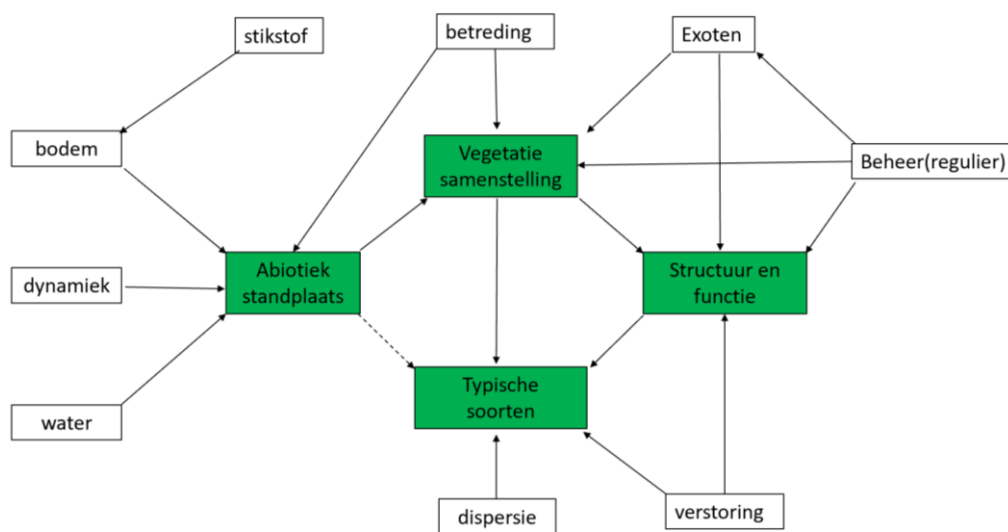 stikstof
betreding
Exoten
bodem
Vegetatie
samenstelling
Beheer(regulier)
dynamiek
Abiotiek
standplaats
Structuur en
functie
Typische
soorten
water
dispersie
verstoring